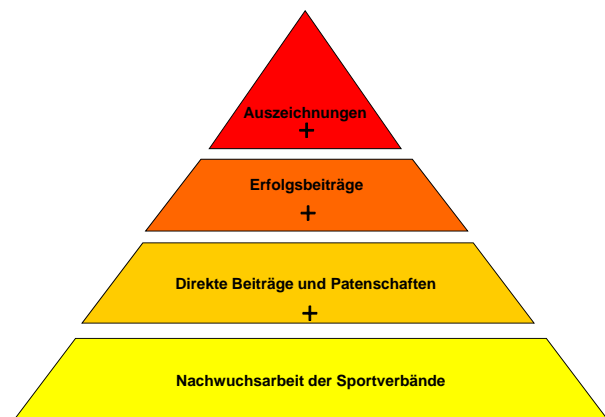 Auszeichnungen
+
Erfolgsbeiträge
+
Direkte Beiträge und Patenschaften
+
Nachwuchsarbeit der Sportverbände